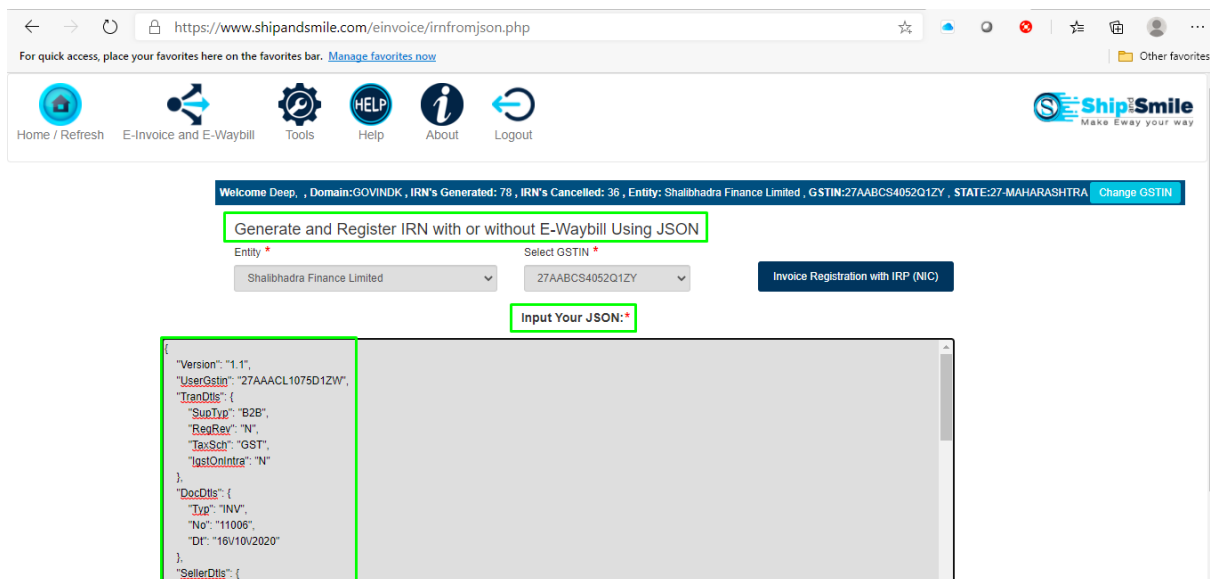 https://www.shipandsmile.com/einvoice/irnfromjson.php
For quick access, place your favorites here on the favorites bar. Manage favorites now
Other favorites
HELP
Home / Refresh E-Invoice and E-Waybill Tools Help About Logout
S Ship and Smile
Make Eway your way
Welcome Deep, , Domain:GOVINDK , IRN's Generated: 78 , IRN's Cancelled: 36 , Entity: Shalibhadra Finance Limited , GSTIN:27AABCS4052Q1ZY , STATE:27-MAHARASHTRA Change GSTIN
Generate and Register IRN with or without E-Waybill Using JSON
Entity * Select GSTIN *
Shalibhadra Finance Limited 27AABCS4052Q1ZY Invoice Registration with IRP (NIC)
Input Your JSON:*
{
"Version": "1.1",
"UserGstin": "27AAACL1075D1ZW",
"TranDtls": {
"SupTyp": "B2B",
"RegRev": "N",
"TaxSch": "GST",
"IgstOnIntra": "N"
},
"DocDtls": {
"Typ": "INV",
"No": "11006",
"Dt": "16\/10\/2020"
},
"SellerDtls": {